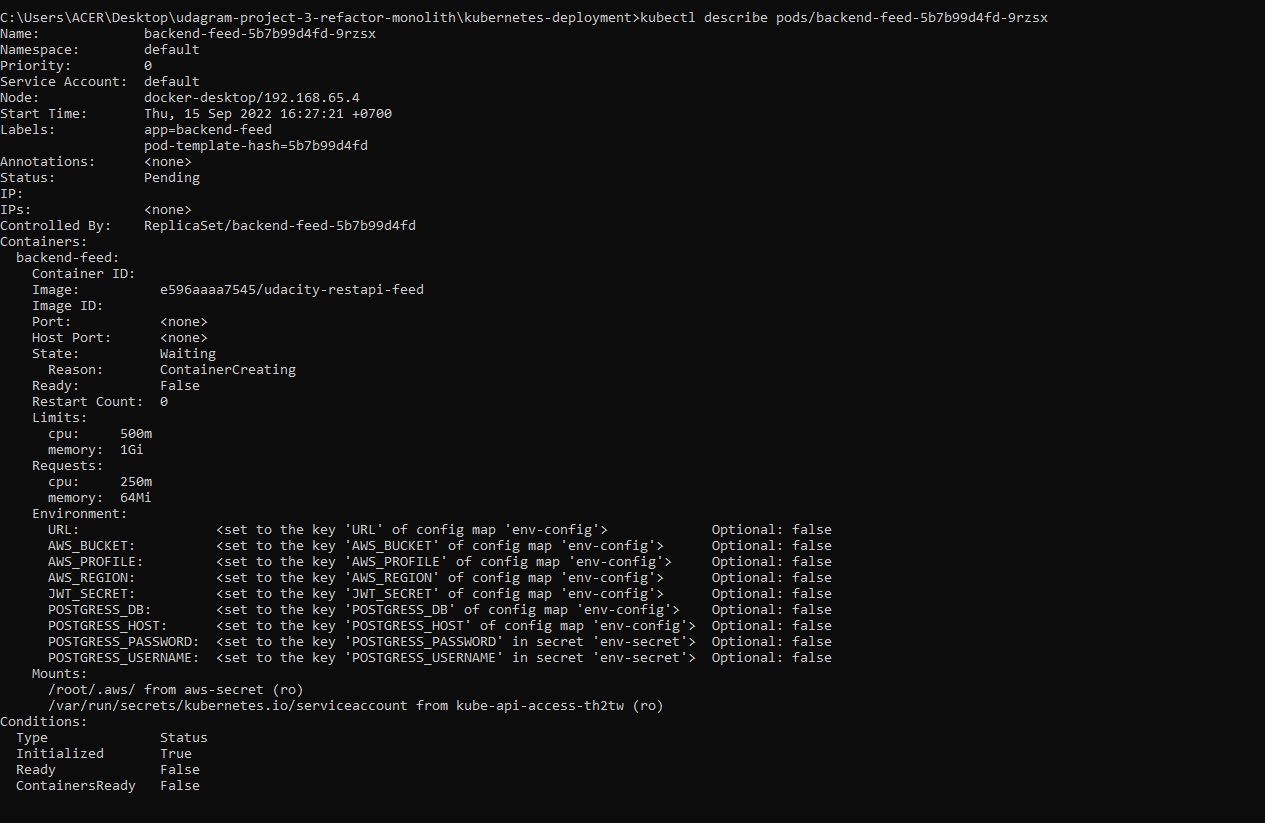 C:\Users\ACER\Desktop\udagram-project-3-refactor-monolith\kubernetes-deployment>kubectl describe pods/backend-feed-5b7b99d4fd-9rzsx
Name:             backend-feed-5b7b99d4fd-9rzsx
Namespace:        default
Priority:         0
Service Account:  default
Node:             docker-desktop/192.168.65.4
Start Time:       Thu, 15 Sep 2022 16:27:21 +0700
Labels:           app=backend-feed
                  pod-template-hash=5b7b99d4fd
Annotations:      <none>
Status:           Pending
IP:
IPs:              <none>
Controlled By:    ReplicaSet/backend-feed-5b7b99d4fd
Containers:
  backend-feed:
    Container ID:
    Image:          e596aaaa7545/udacity-restapi-feed
    Image ID:
    Port:           <none>
    Host Port:      <none>
    State:          Waiting
      Reason:       ContainerCreating
    Ready:          False
    Restart Count:  0
    Limits:
      cpu:     500m
      memory:  1Gi
    Requests:
      cpu:     250m
      memory:  64Mi
    Environment:
      URL:                 <set to the key 'URL' of config map 'env-config'>             Optional: false
      AWS_BUCKET:          <set to the key 'AWS_BUCKET' of config map 'env-config'>      Optional: false
      AWS_PROFILE:         <set to the key 'AWS_PROFILE' of config map 'env-config'>     Optional: false
      AWS_REGION:          <set to the key 'AWS_REGION' of config map 'env-config'>      Optional: false
      JWT_SECRET:          <set to the key 'JWT_SECRET' of config map 'env-config'>      Optional: false
      POSTGRESS_DB:        <set to the key 'POSTGRESS_DB' of config map 'env-config'>    Optional: false
      POSTGRESS_HOST:      <set to the key 'POSTGRESS_HOST' of config map 'env-config'>  Optional: false
      POSTGRESS_PASSWORD:  <set to the key 'POSTGRESS_PASSWORD' in secret 'env-secret'>  Optional: false
      POSTGRESS_USERNAME:  <set to the key 'POSTGRESS_USERNAME' in secret 'env-secret'>  Optional: false
    Mounts:
      /root/.aws/ from aws-secret (ro)
      /var/run/secrets/kubernetes.io/serviceaccount from kube-api-access-th2tw (ro)
Conditions:
  Type              Status
  Initialized       True
  Ready             False
  ContainersReady   False